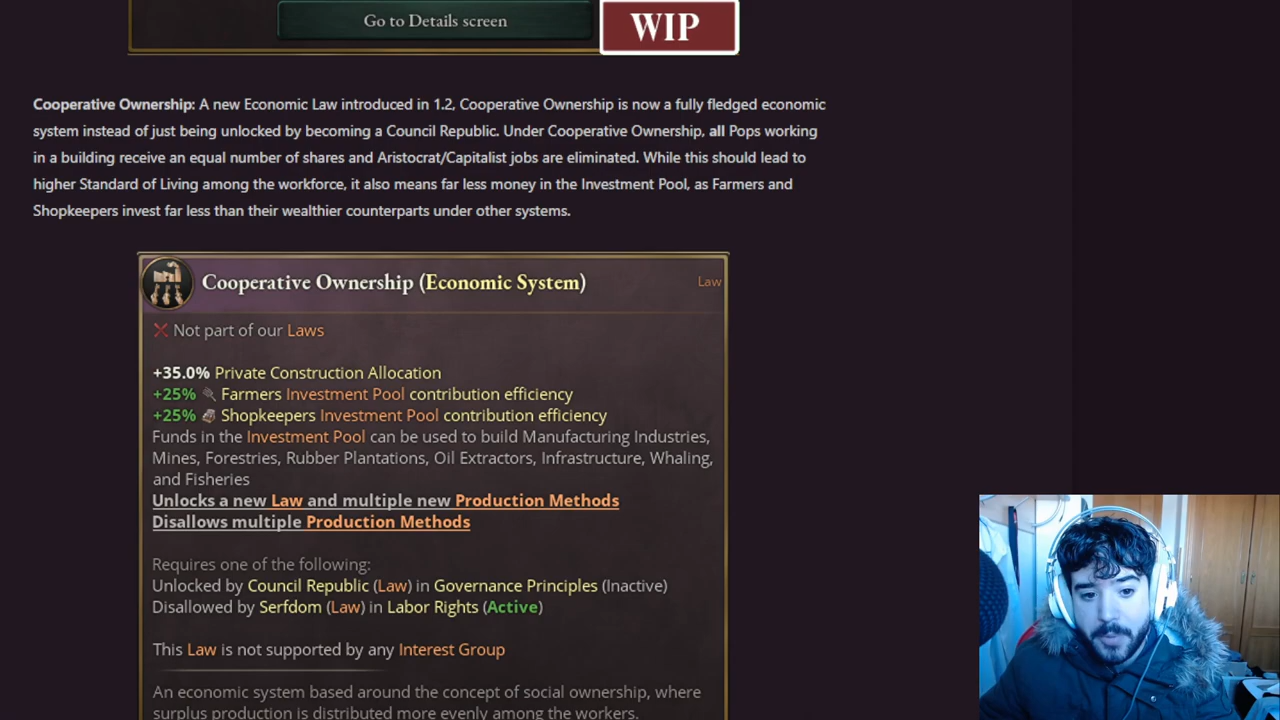 Go to Details screen
WIP
Cooperative Ownership: A new Economic Law introduced in 1.2, Cooperative Ownership is now a fully fledged economic
system instead of just being unlocked by becoming a Council Republic. Under Cooperative Ownership, all Pops working
in a building receive an equal number of shares and Aristocrat/Capitalist jobs are eliminated. While this should lead to
higher Standard of Living among the workforce, it also means far less money in the Investment Pool, as Farmers and
Shopkeepers invest far less than their wealthier counterparts under other systems.
Cooperative Ownership (Economic System)
Law
Not part of our Laws
+35.0% Private Construction Allocation
+25% Farmers Investment Pool contribution efficiency
+25% Shopkeepers Investment Pool contribution efficiency
Funds in the Investment Pool can be used to build Manufacturing Industries,
Mines, Forestries, Rubber Plantations, Oil Extractors, Infrastructure, Whaling,
and Fisheries
Unlocks a new Law and multiple new Production Methods
Disallows multiple Production Methods
Requires one of the following:
Unlocked by Council Republic (Law) in Governance Principles (Inactive)
Disallowed by Serfdom (Law) in Labor Rights (Active)
This Law is not supported by any Interest Group
An economic system based around the concept of social ownership, where
surplus production is distributed more evenly among the workers.